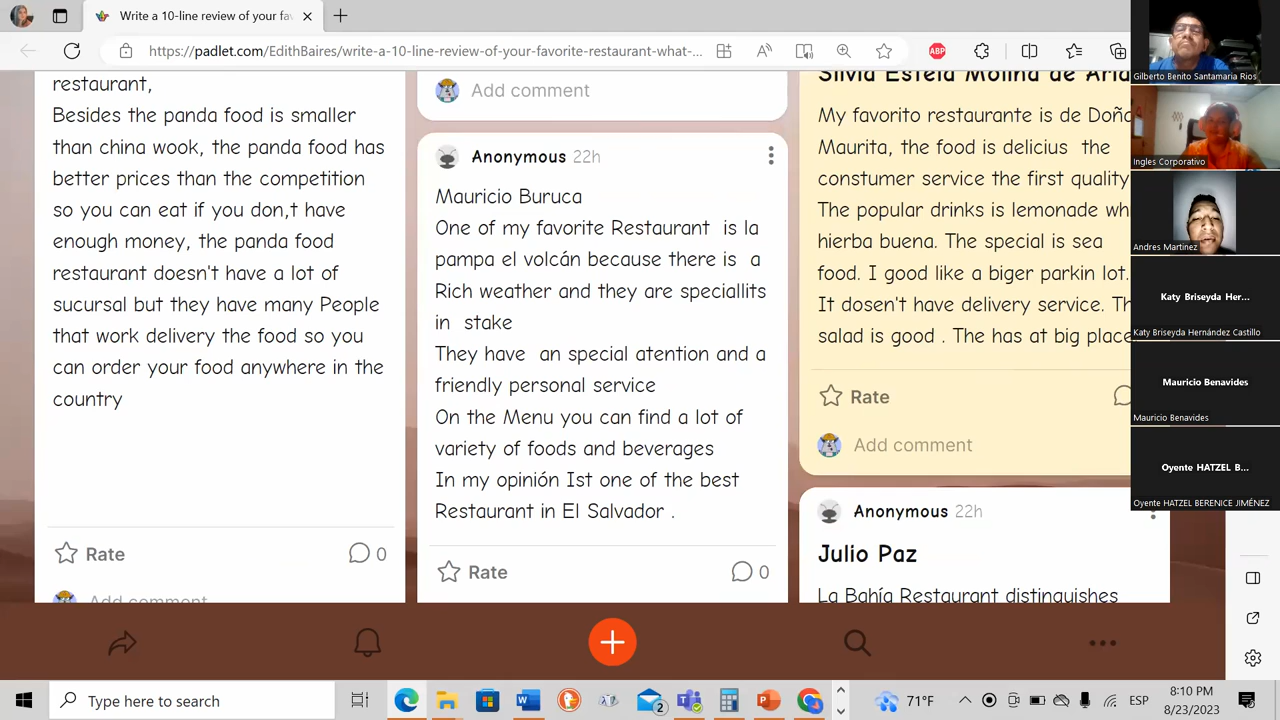 Write a 10-line review of your fav
https://padlet.com/EdithBaires/write-a-10-line-review-of-your-favorite-restaurant-what-...
ABP
restaurant,
Besides the panda food is smaller
than china wook, the panda food has
better prices than the competition
so you can eat if you don,t have
enough money, the panda food
restaurant doesn't have a lot of
sucursal but they have many People
that work delivery the food so you
can order your food anywhere in the
country
Rate
0
Add comment
Add comment
Anonymous 22h
Mauricio Buruca
One of my favorite Restaurant is la
pampa el volcán because there is a
Rich weather and they are speciallits
in stake
They have an special atention and a
friendly personal service
On the Menu you can find a lot of
variety of foods and beverages
In my opinión Ist one of the best
Restaurant in El Salvador .
Rate
0
Silvia Estela Molina de Aria
My favorito restaurante is de Doña
Maurita, the food is delicius the
constumer service the first quality
The popular drinks is lemonade wh
hierba buena. The special is sea
food. I good like a biger parkin lot.
It dosen't have delivery service. Th
salad is good . The has at big place
Rate
Add comment
Anonymous 22h
Julio Paz
La Bahía Restaurant distinguishes
Gilberto Benito Santamaria Rios
Ingles Corporativo
Andres Martinez
Katy Briseyda Her...
Katy Briseyda Hernández Castillo
Mauricio Benavides
Mauricio Benavides
Oyente HATZEL B...
Oyente HATZEL BERENICE JIMÉNEZ
Type here to search
2
71°F
ESP
8:10 PM
8/23/2023